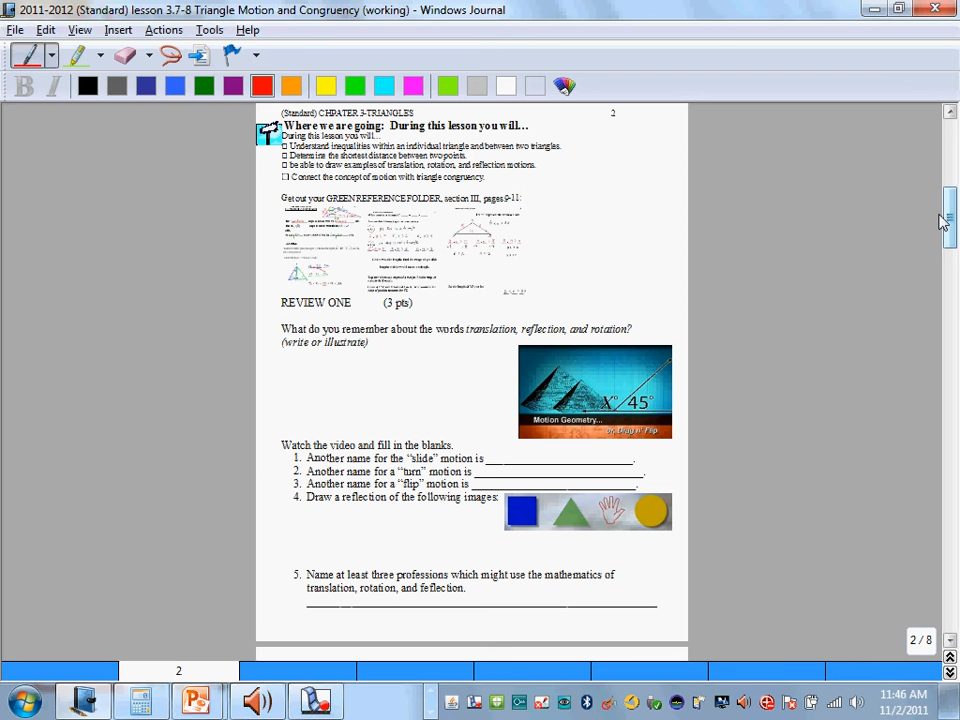 2011-2012 (Standard) lesson 3.7-8 Triangle Motion and Congruency (working) - Windows Journal
File Edit View Insert Actions Tools Help
B I
(Standard) CHPATER 3-TRIANGLES 2
Where we are going: During this lesson you will…
During this lesson you will…
□ Understand inequalities within an individual triangle and between two triangles.
□ Determine the shortest distance between two points.
□ be able to draw examples of translation, rotation, and reflection motions.
□ Connect the concept of motion with triangle congruency.
Get out your GREEN REFERENCE FOLDER, section III, pages 9-11:
REVIEW ONE (3 pts)
What do you remember about the words translation, reflection, and rotation?
(write or illustrate)
X° 45°
Motion Geometry...
or, Drag n' Flip
Watch the video and fill in the blanks.
1. Another name for the “slide” motion is ____________________.
2. Another name for a “turn” motion is ____________________.
3. Another name for a “flip” motion is ____________________.
4. Draw a reflection of the following images:
5. Name at least three professions which might use the mathematics of
translation, rotation, and feflection.
2 / 8
2
11:46 AM
11/2/2011